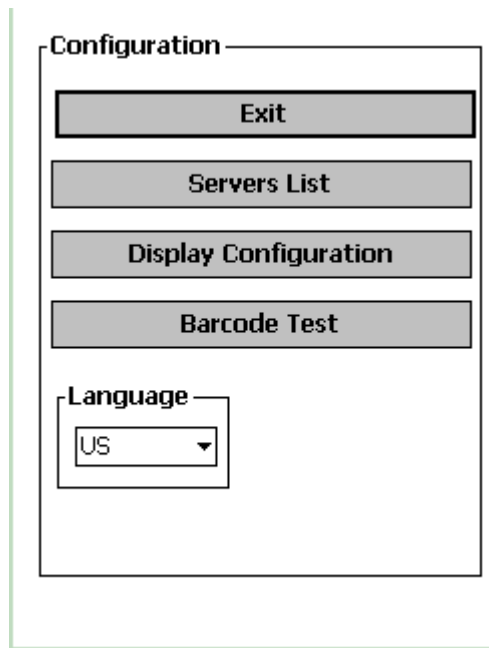 Configuration
Exit
Servers List
Display Configuration
Barcode Test
Language
US